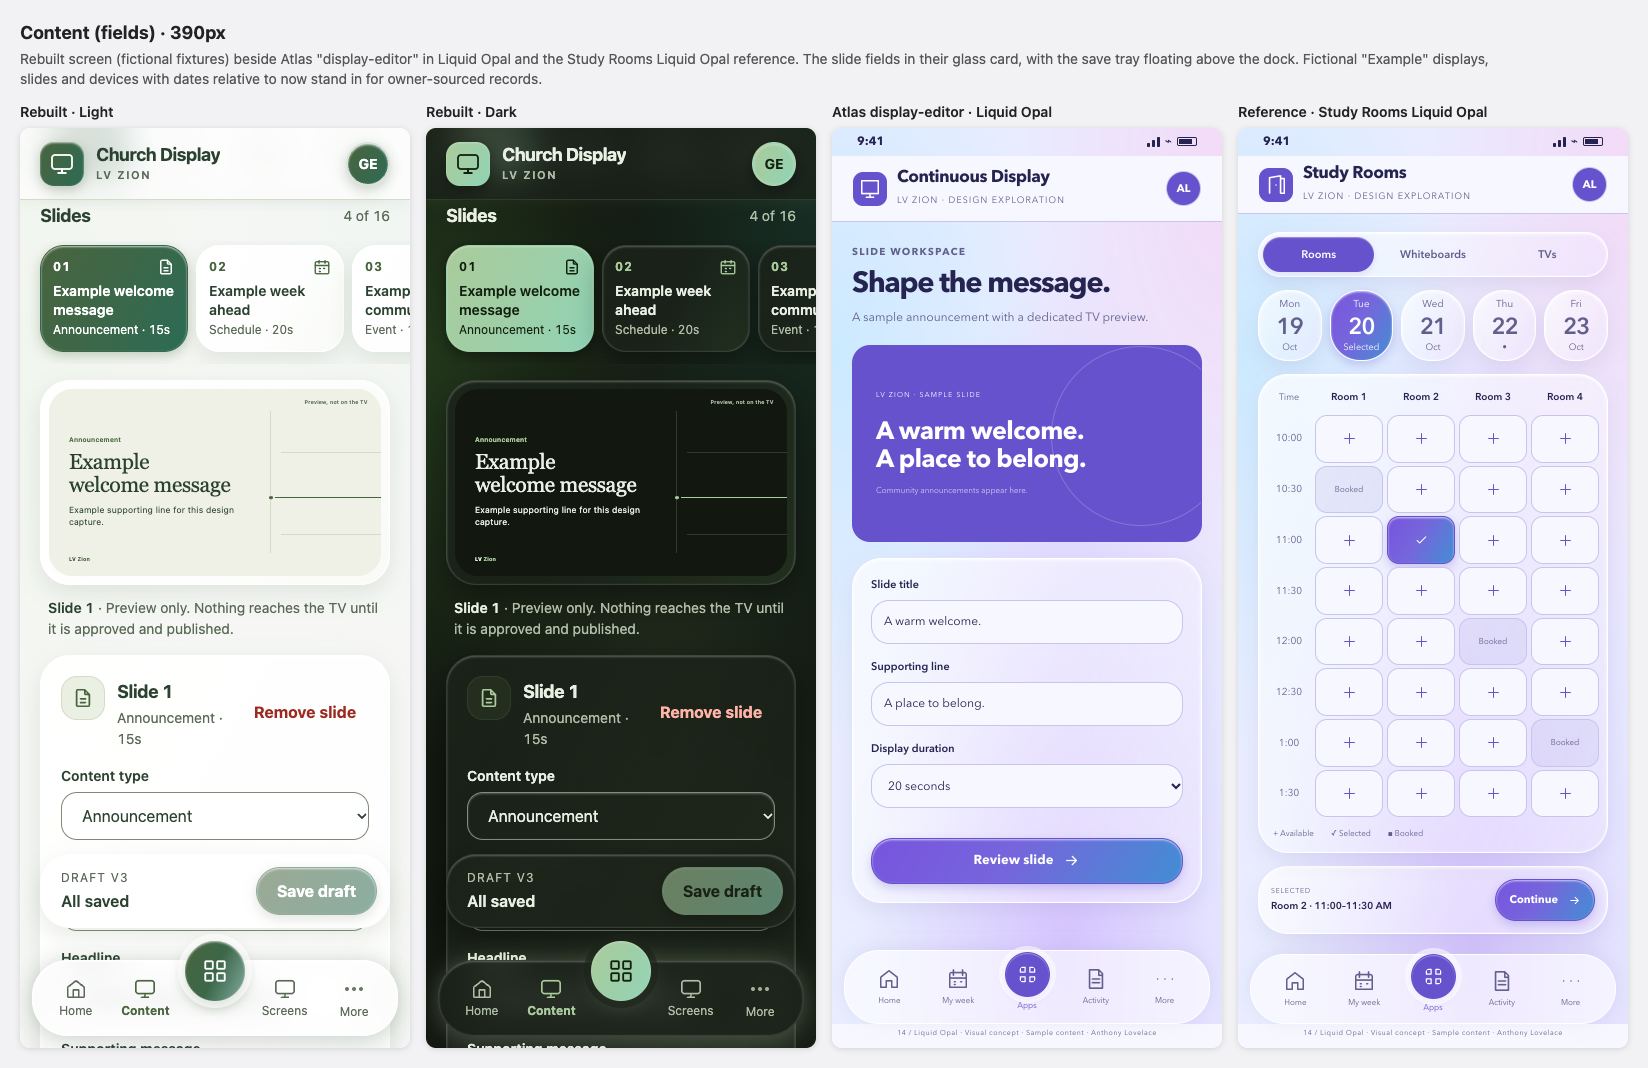 Content (fields) · 390px
Rebuilt screen (fictional fixtures) beside Atlas "display-editor" in Liquid Opal and the Study Rooms Liquid Opal reference. The slide fields in their glass card, with the save tray floating above the dock. Fictional "Example" displays,
slides and devices with dates relative to now stand in for owner-sourced records.
Rebuilt · Light
Church Display
LV ZION
GE
Slides
4 of 16
01
Example welcome
message
Announcement · 15s
02
Example week
ahead
Schedule · 20s
03
Examp
commu
Event ·
Preview, not on the TV
Announcement
Example
welcome message
Example supporting line for this design
capture.
LV Zion
Slide 1 · Preview only. Nothing reaches the TV until
it is approved and published.
Slide 1
Announcement ·
15s
Remove slide
Content type
Announcement
DRAFT V3
All saved
Save draft
Headline
Home
Content
Screens
More
Supporting message
Rebuilt · Dark
Church Display
LV ZION
GE
Slides
4 of 16
01
Example welcome
message
Announcement · 15s
02
Example week
ahead
Schedule · 20s
03
Examp
commu
Event · 1
Preview, not on the TV
Announcement
Example
welcome message
Example supporting line for this design
capture.
LV Zion
Slide 1 · Preview only. Nothing reaches the TV until
it is approved and published.
Slide 1
Announcement ·
15s
Remove slide
Content type
Announcement
DRAFT V3
All saved
Save draft
Headline
Home
Content
Screens
More
Supporting message
Atlas display-editor · Liquid Opal
9:41
Continuous Display
LV ZION · DESIGN EXPLORATION
AL
SLIDE WORKSPACE
Shape the message.
A sample announcement with a dedicated TV preview.
LV ZION · SAMPLE SLIDE
A warm welcome.
A place to belong.
Community announcements appear here.
Slide title
A warm welcome.
Supporting line
A place to belong.
Display duration
20 seconds
Review slide →
Home
My week
Apps
Activity
More
14 / Liquid Opal · Visual concept · Sample content · Anthony Lovelace
Reference · Study Rooms Liquid Opal
9:41
Study Rooms
LV ZION · DESIGN EXPLORATION
AL
Rooms
Whiteboards
TVs
Mon
19
Oct
Tue
20
Selected
Wed
21
Oct
Thu
22
•
Fri
23
Oct
Time Room 1 Room 2 Room 3 Room 4
10:00 + + + +
10:30 Booked + + +
11:00 + ✓ + +
11:30 + + + +
12:00 + + Booked +
12:30 + + + +
1:00 + + + Booked
1:30 + + + +
+ Available ✓ Selected ■ Booked
SELECTED
Room 2 · 11:00–11:30 AM
Continue →
Home
My week
Apps
Activity
More
14 / Liquid Opal · Visual concept · Sample content · Anthony Lovelace